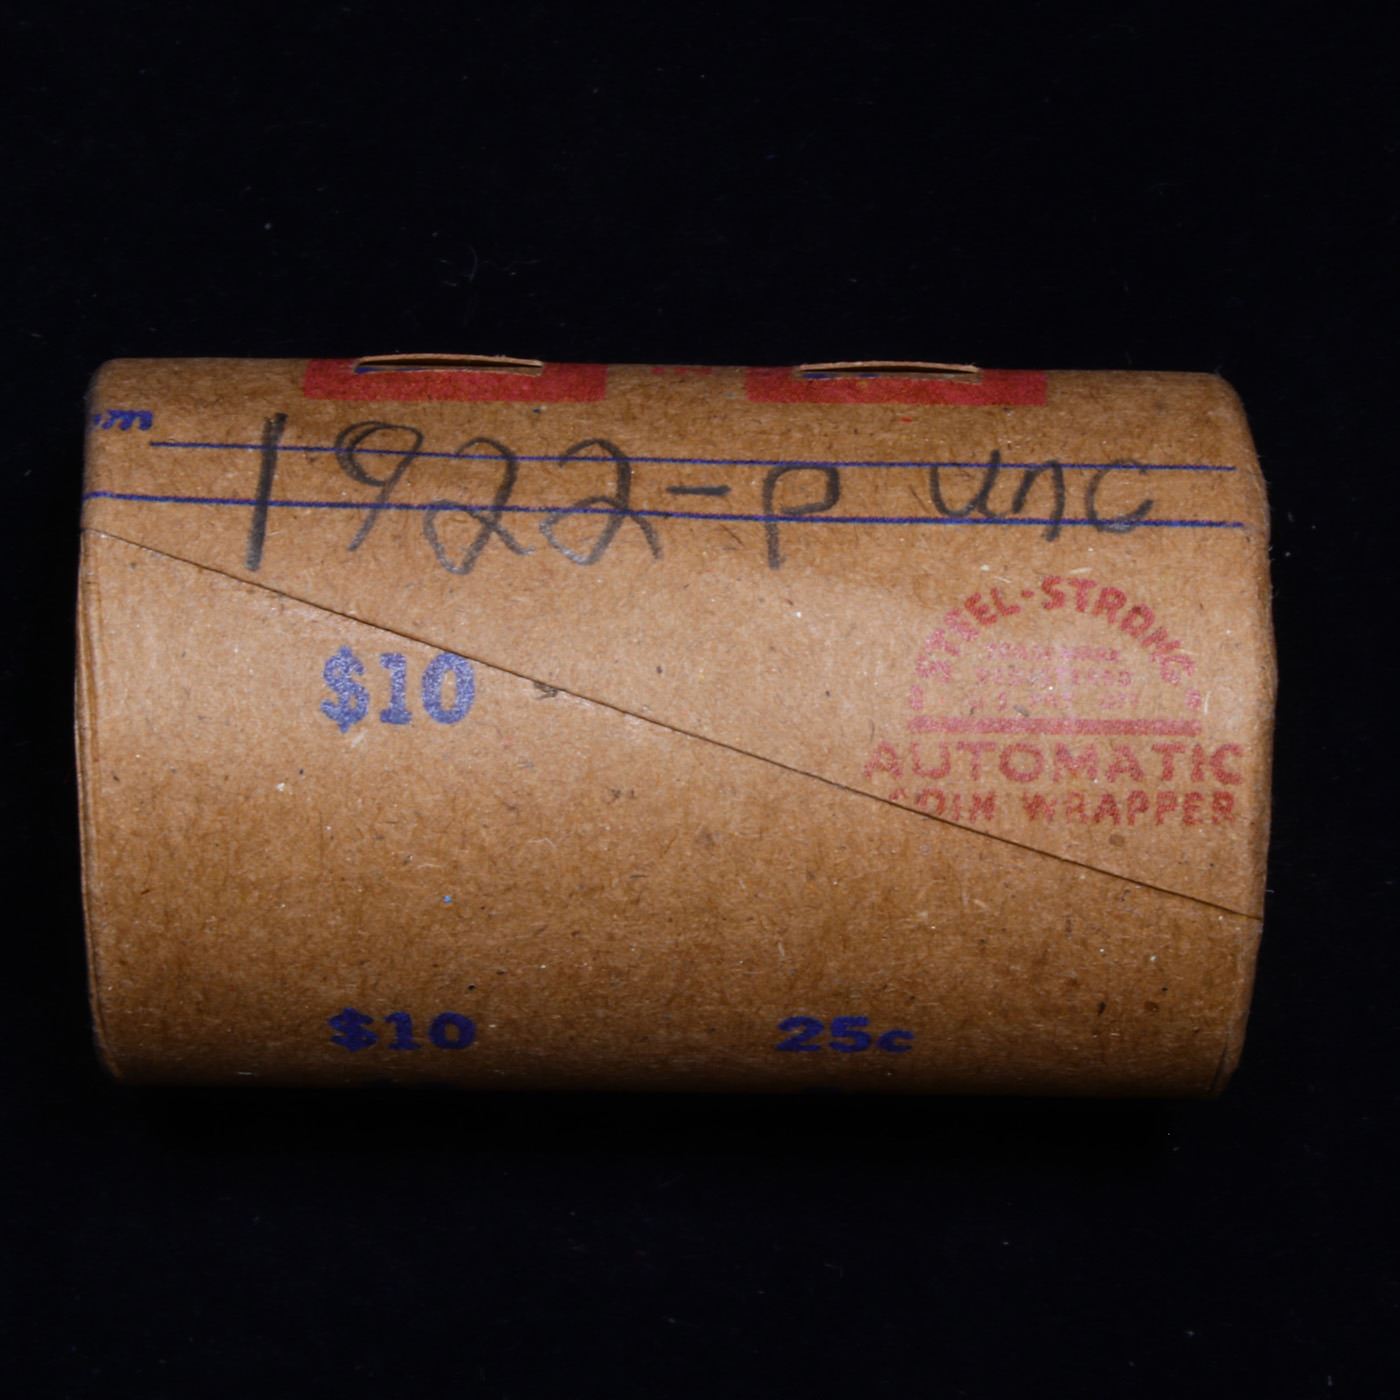 1922-P unc
STEEL-STRONG
AUTOMATIC
COIN WRAPPER
$10
$10 25c